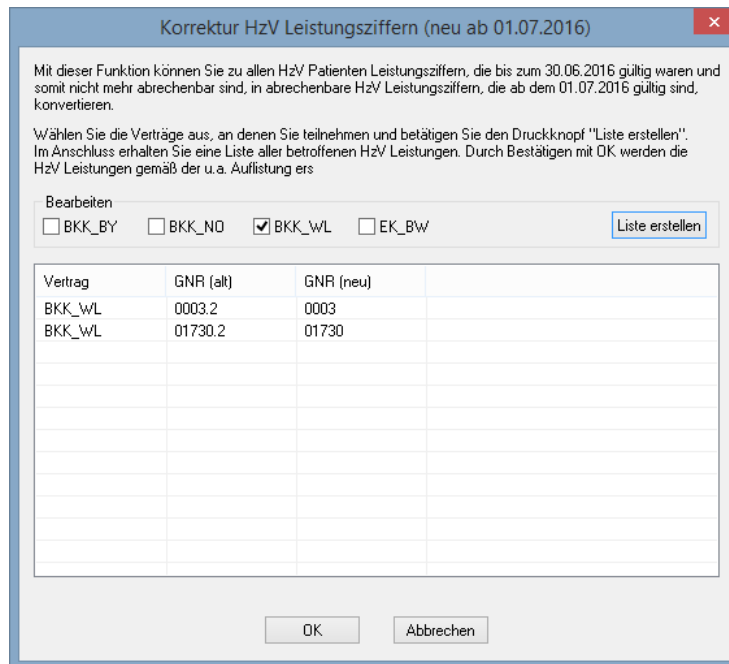 Korrektur HzV Leistungsziffern (neu ab 01.07.2016)
Mit dieser Funktion können Sie zu allen HzV Patienten Leistungsziffern, die bis zum 30.06.2016 gültig waren und
somit nicht mehr abrechenbar sind, in abrechenbare HzV Leistungsziffern, die ab dem 01.07.2016 gültig sind,
konvertieren.
Wählen Sie die Verträge aus, an denen Sie teilnehmen und betätigen Sie den Druckknopf "Liste erstellen".
Im Anschluss erhalten Sie eine Liste aller betroffenen HzV Leistungen. Durch Bestätigen mit OK werden die
HzV Leistungen gemäß der u.a. Auflistung ers
Bearbeiten
BKK_BY BKK_NO BKK_WL EK_BW Liste erstellen
Vertrag GNR (alt) GNR (neu)
BKK_WL 0003.2 0003
BKK_WL 01730.2 01730
OK Abbrechen